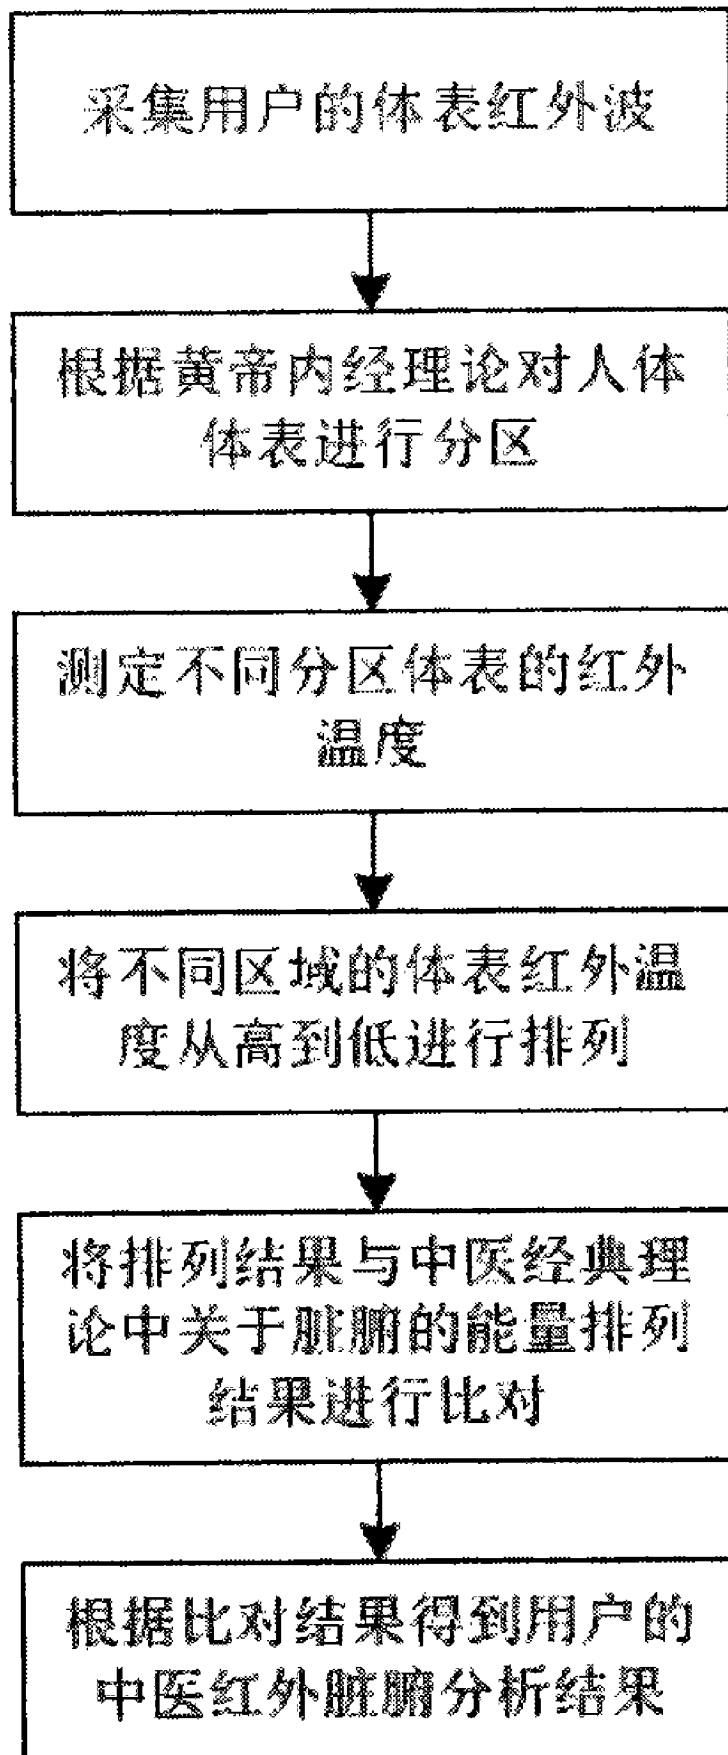 采集用户的体表红外波
根据黄帝内经理论对人体
体表进行分区
测定不同分区体表的红外
温度
将不同区域的体表红外温
度从高到低进行排列
将排列结果与中医经典理
论中关于脏腑的能量排列
结果进行比对
根据比对结果得到用户的
中医红外脏腑分析结果